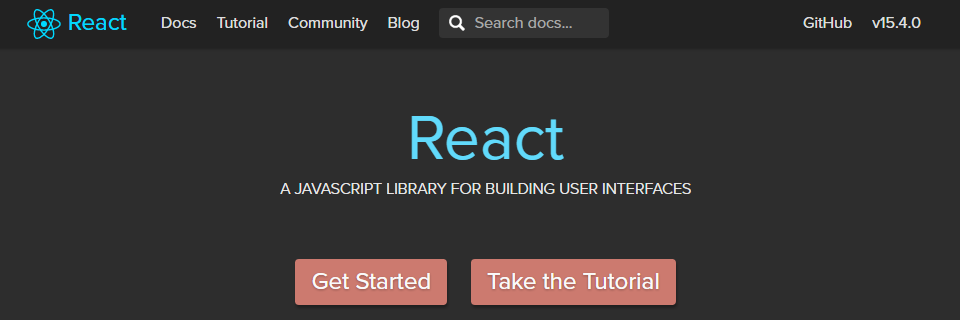 React Docs Tutorial Community Blog Search docs... GitHub v15.4.0
React
A JAVASCRIPT LIBRARY FOR BUILDING USER INTERFACES
Get Started Take the Tutorial